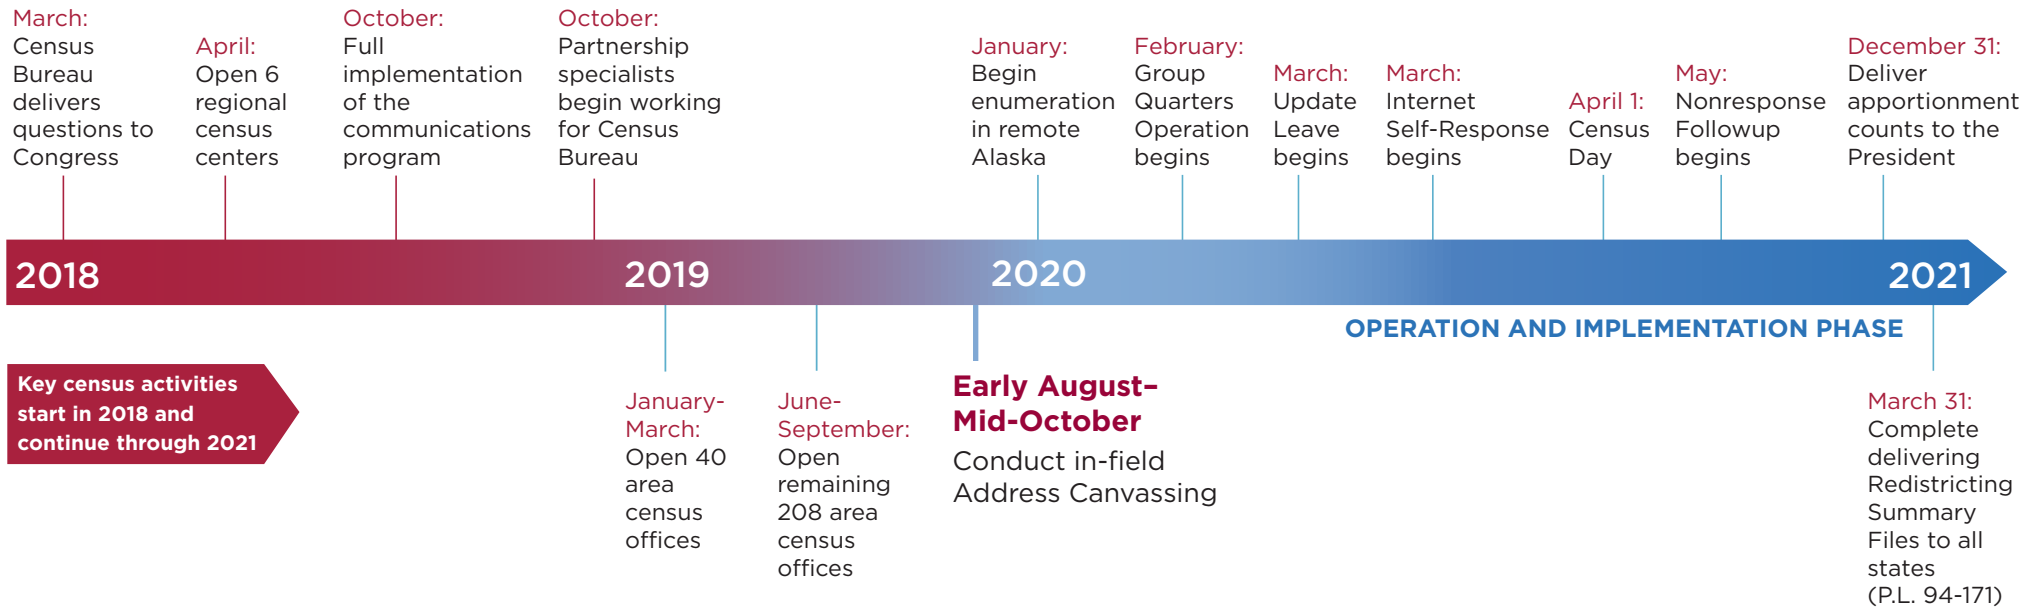 March:
Census
Bureau
delivers
questions to
Congress
April:
Open 6
regional
census
centers
October:
Full
implementation
of the
communications
program
October:
Partnership
specialists
begin working
for Census
Bureau
January:
Begin
enumeration
in remote
Alaska
February:
Group
Quarters
Operation
begins
March:
Update
Leave
begins
March:
Internet
Self-Response
begins
April 1:
Census
Day
May:
Nonresponse
Followup
begins
December 31:
Deliver
apportionment
counts to the
President
2018
2019
2020
2021
OPERATION AND IMPLEMENTATION PHASE
Key census activities
start in 2018 and
continue through 2021
January-
March:
Open 40
area
census
offices
June-
September:
Open
remaining
208 area
census
offices
Early August–
Mid-October
Conduct in-field
Address Canvassing
March 31:
Complete
delivering
Redistricting
Summary
Files to all
states
(P.L. 94-171)